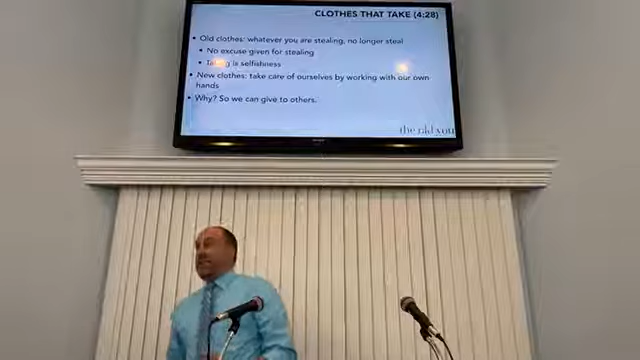 CLOTHES THAT TAKE (4:28)
• Old clothes: whatever you are stealing, no longer steal
• No excuse given for stealing
• Taking is selfishness
• New clothes: take care of ourselves by working with our own
hands
• Why? So we can give to others.
the old you